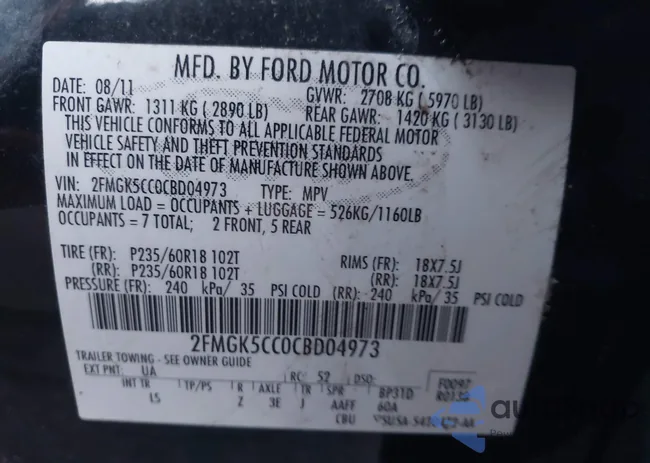 MFD. BY FORD MOTOR CO.
DATE: 08/11 GVWR: 2708 KG ( 5970 LB)
FRONT GAWR: 1311 KG ( 2890 LB) REAR GAWR: 1420 KG ( 3130 LB)
THIS VEHICLE CONFORMS TO ALL APPLICABLE FEDERAL MOTOR
VEHICLE SAFETY AND THEFT PREVENTION STANDARDS
IN EFFECT ON THE DATE OF MANUFACTURE SHOWN ABOVE.
VIN: 2FMGK5CC0CBD04973 TYPE: MPV
MAXIMUM LOAD = OCCUPANTS + LUGGAGE = 526KG/1160LB
OCCUPANTS = 7 TOTAL; 2 FRONT, 5 REAR
TIRE (FR): P235/60R18 102T RIMS (FR): 18X7.5J
(RR): P235/60R18 102T (RR): 18X7.5J
PRESSURE (FR): 240 kPa/ 35 PSI COLD (RR): 240 kPa/ 35 PSI COLD
2FMGK5CC0CBD04973
TRAILER TOWING - SEE OWNER GUIDE
EXT PNT: UA RC: 52 DSO: F0097
INT TR TP/PS R AXLE TR SPR BP31D R0130
LS Z 3E J AAFF 60A
CBU